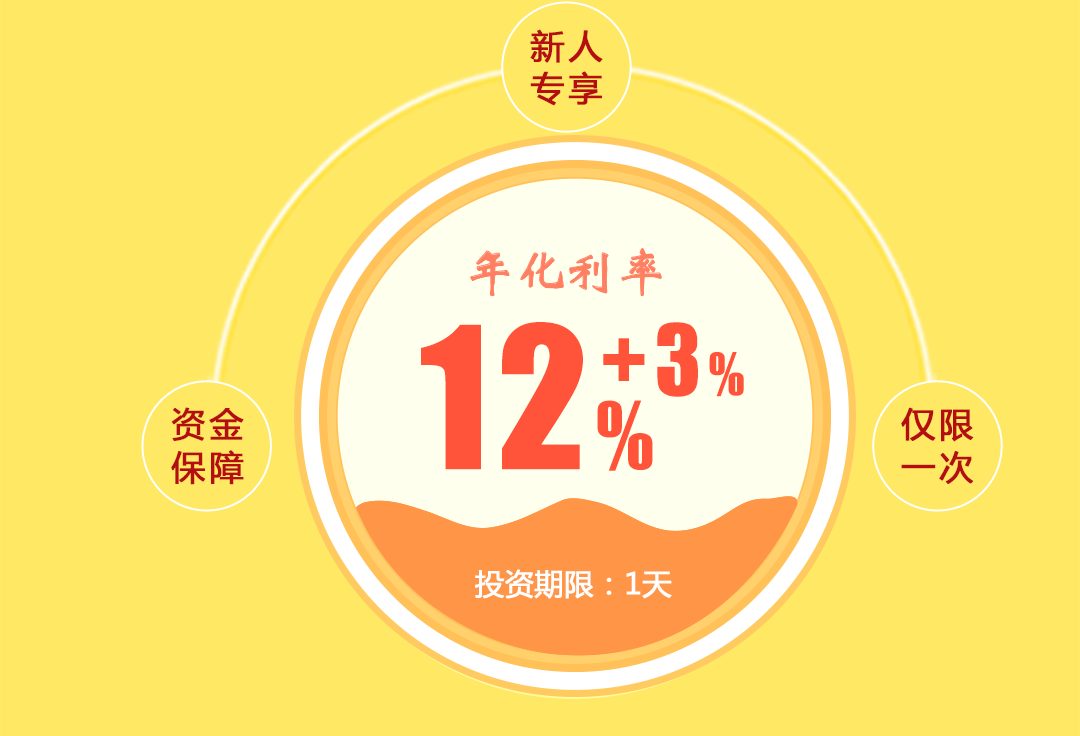 新人
专享
年化利率
12%+3%
资金
保障
仅限
一次
投资期限：1天